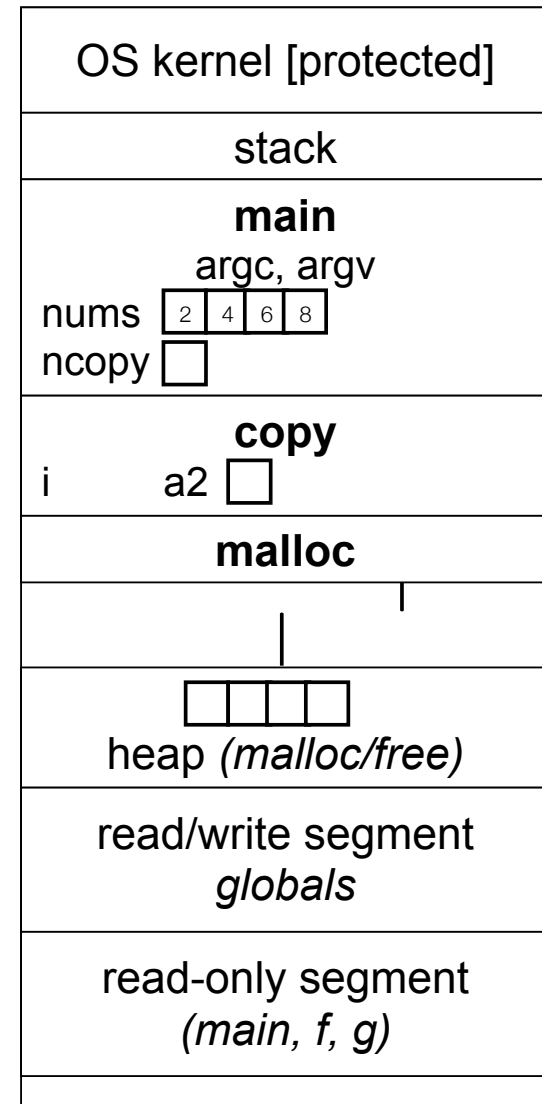 OS kernel [protected]
stack
main
argc, argv
nums 2 4 6 8
ncopy
copy
i a2
malloc
heap (malloc/free)
read/write segment
globals
read-only segment
(main, f, g)